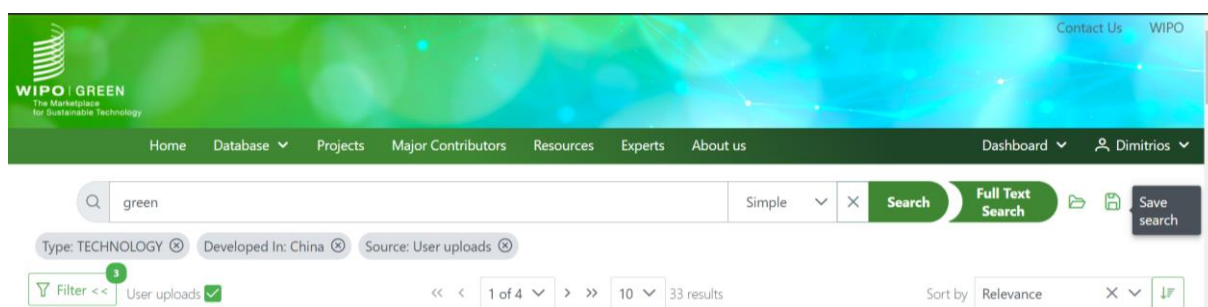 Contact Us WIPO
WIPO | GREEN
The Marketplace
for Sustainable Technology
Home Database Projects Major Contributors Resources Experts About us Dashboard Dimitrios
green Simple Search Full Text
Search
Save
search
Type: TECHNOLOGY Developed In: China Source: User uploads
3
Filter << User uploads << < 1 of 4 > >> 10 33 results Sort by Relevance